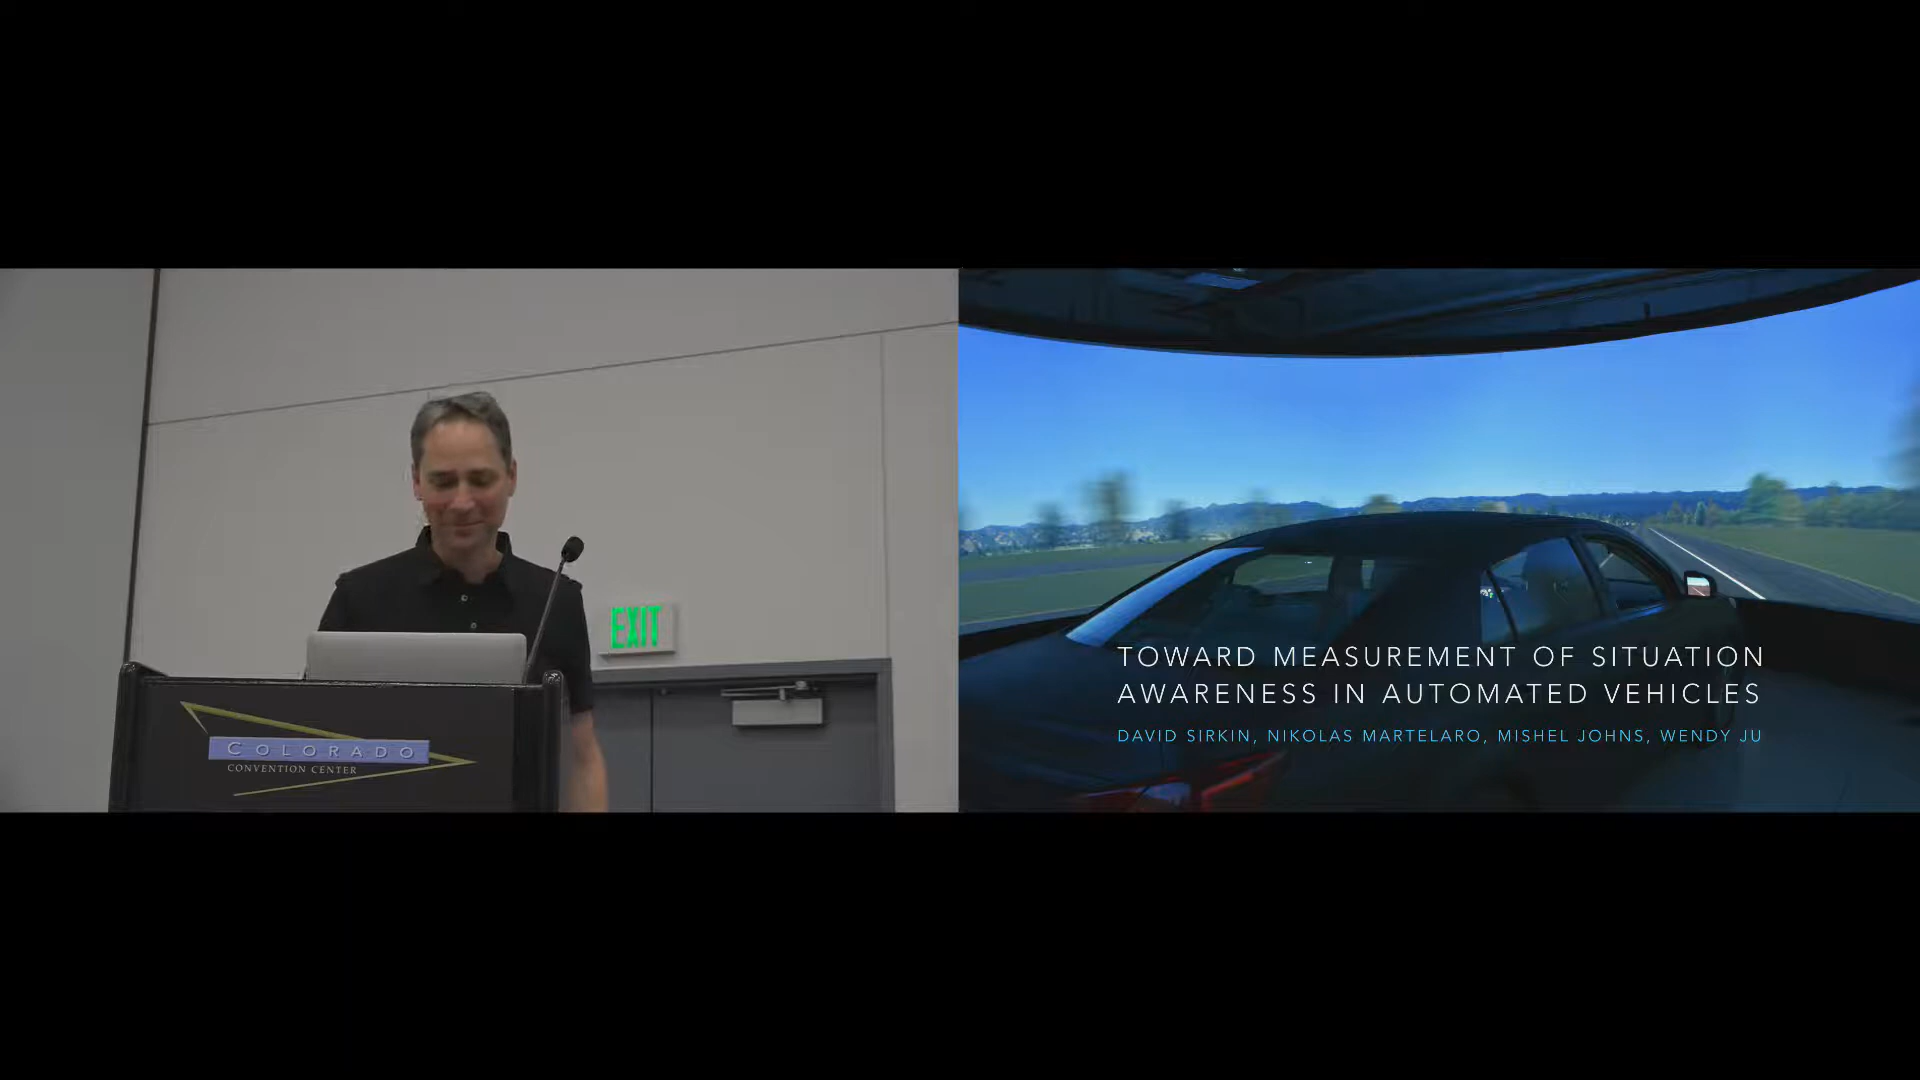 EXIT
COLORADO
CONVENTION CENTER
TOWARD MEASUREMENT OF SITUATION
AWARENESS IN AUTOMATED VEHICLES
DAVID SIRKIN, NIKOLAS MARTELARO, MISHEL JOHNS, WENDY JU